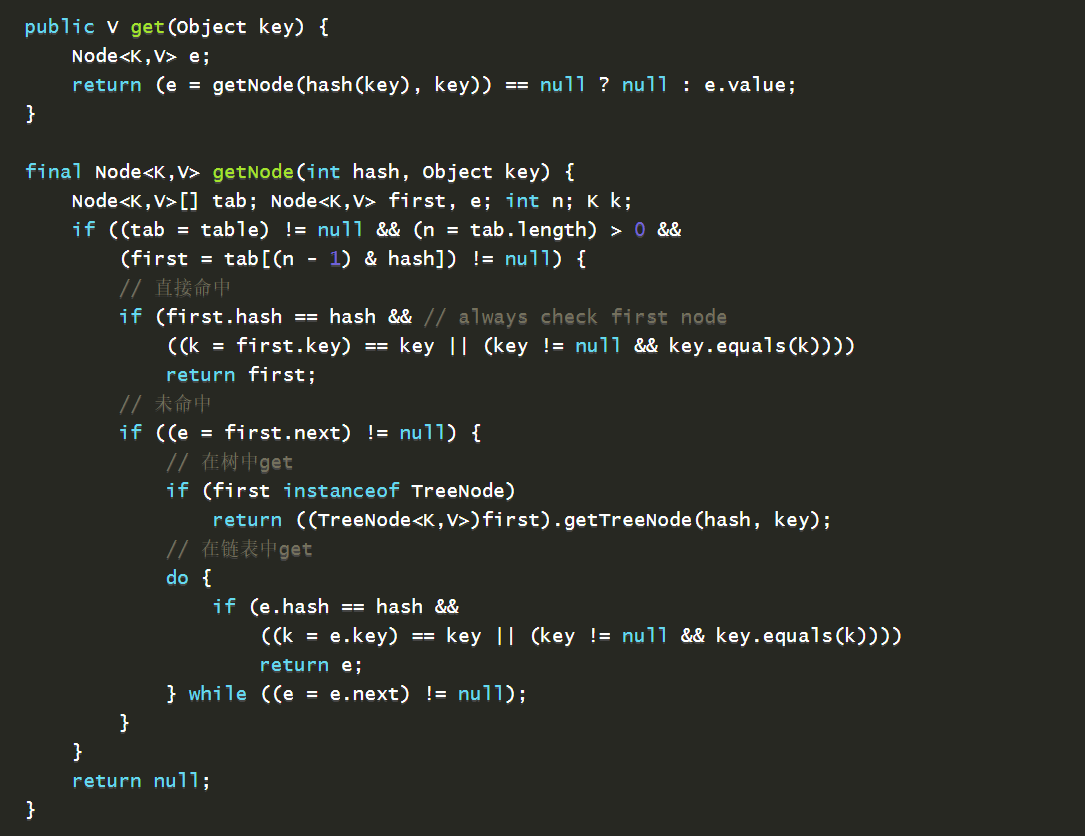 public V get(Object key) {
    Node<K,V> e;
    return (e = getNode(hash(key), key)) == null ? null : e.value;
}
final Node<K,V> getNode(int hash, Object key) {
    Node<K,V>[] tab; Node<K,V> first, e; int n; K k;
    if ((tab = table) != null && (n = tab.length) > 0 &&
        (first = tab[(n - 1) & hash]) != null) {
        // 直接命中
        if (first.hash == hash && // always check first node
            ((k = first.key) == key || (key != null && key.equals(k))))
            return first;
        // 未命中
        if ((e = first.next) != null) {
            // 在树中get
            if (first instanceof TreeNode)
                return ((TreeNode<K,V>)first).getTreeNode(hash, key);
            // 在链表中get
            do {
                if (e.hash == hash &&
                    ((k = e.key) == key || (key != null && key.equals(k))))
                    return e;
            } while ((e = e.next) != null);
        }
    }
    return null;
}